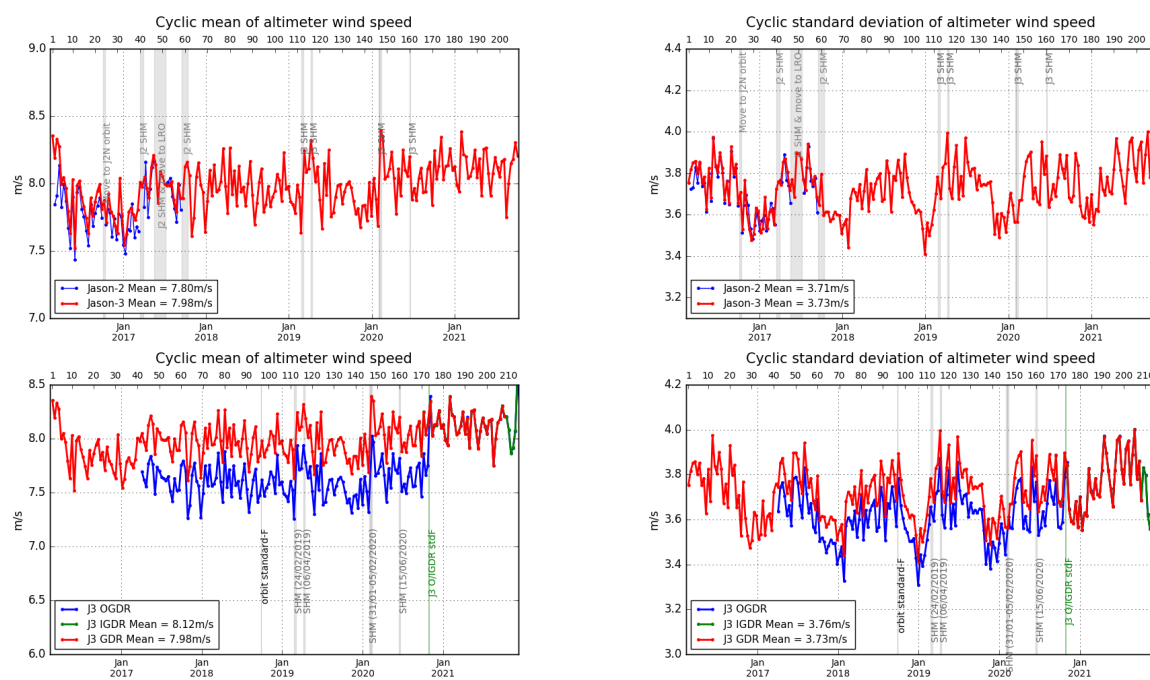 Cyclic mean of altimeter wind speed
1 10 20 30 40 50 60 70 80 90 100 110 120 130 140 150 160 170 180 190 200
9.0
8.5
8.0
7.5
7.0
m/s
Move to J2N orbit
J2 SHM
J2 SHM & move to LRO
J2 SHM
J3 SHM
J3 SHM
J3 SHM
J3 SHM
Jason-2 Mean = 7.80m/s
Jason-3 Mean = 7.98m/s
Jan 2017
Jan 2018
Jan 2019
Jan 2020
Jan 2021
Cyclic standard deviation of altimeter wind speed
1 10 20 30 40 50 60 70 80 90 100 110 120 130 140 150 160 170 180 190 200
4.4
4.2
4.0
3.8
3.6
3.4
3.2
m/s
Move to J2N orbit
J2 SHM
J2 SHM & move to LRO
J2 SHM
J3 SHM
J3 SHM
J3 SHM
J3 SHM
Jason-2 Mean = 3.71m/s
Jason-3 Mean = 3.73m/s
Jan 2017
Jan 2018
Jan 2019
Jan 2020
Jan 2021
Cyclic mean of altimeter wind speed
1 10 20 30 40 50 60 70 80 90 100 110 120 130 140 150 160 170 180 190 200 210
8.5
8.0
7.5
7.0
6.5
6.0
m/s
orbit standard-F
SHM (24/02/2019)
SHM (06/04/2019)
SHM (31/01-05/02/2020)
SHM (15/06/2020)
J3 O/IGDR stdF
J3 OGDR
J3 IGDR Mean = 8.12m/s
J3 GDR Mean = 7.98m/s
Jan 2017
Jan 2018
Jan 2019
Jan 2020
Jan 2021
Cyclic standard deviation of altimeter wind speed
1 10 20 30 40 50 60 70 80 90 100 110 120 130 140 150 160 170 180 190 200 210
4.2
4.0
3.8
3.6
3.4
3.2
3.0
m/s
orbit standard-F
SHM (24/02/2019)
SHM (06/04/2019)
SHM (31/01-05/02/2020)
SHM (15/06/2020)
J3 O/IGDR stdF
J3 OGDR
J3 IGDR Mean = 3.76m/s
J3 GDR Mean = 3.73m/s
Jan 2017
Jan 2018
Jan 2019
Jan 2020
Jan 2021